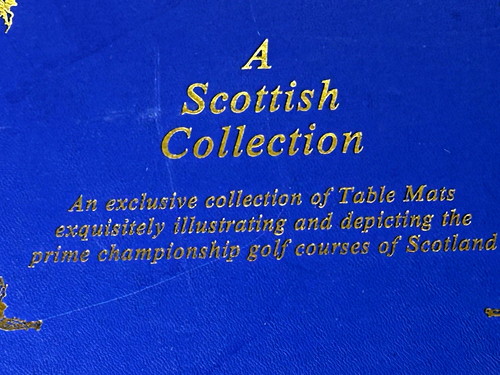 A
Scottish
Collection
An exclusive collection of Table Mats
exquisitely illustrating and depicting the
prime championship golf courses of Scotland